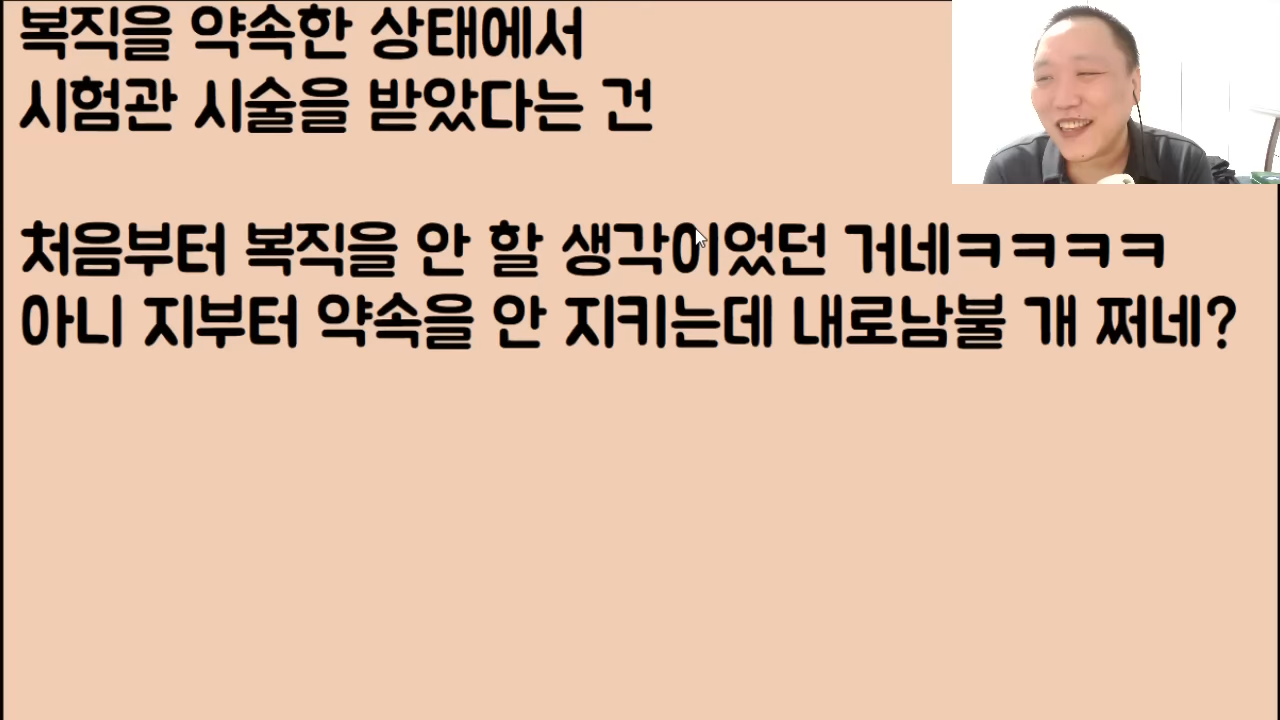 복직을 약속한 상태에서
시험관 시술을 받았다는 건
처음부터 복직을 안 할 생각이었던 거네ㅋㅋㅋㅋ
아니 지부터 약속을 안 지키는데 내로남불 개 쩌네?